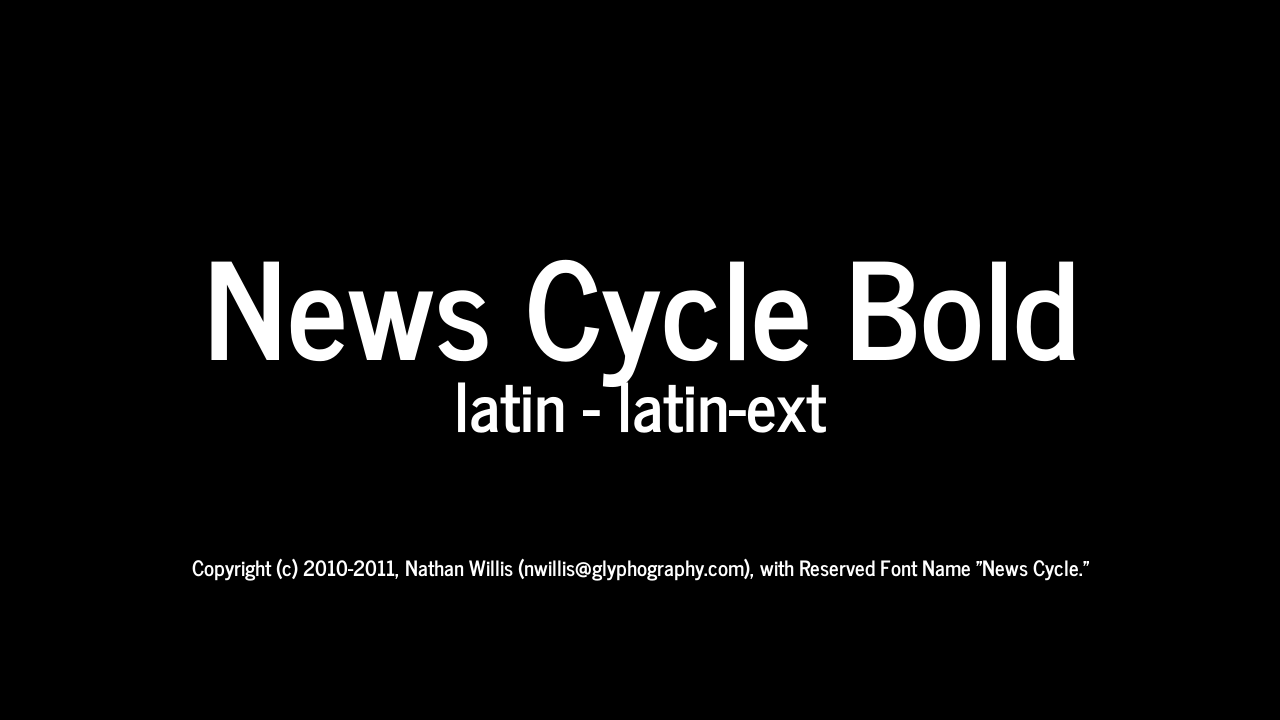 News Cycle Bold
latin - latin-ext
Copyright (c) 2010-2011, Nathan Willis (nwillis@glyphography.com), with Reserved Font Name "News Cycle."